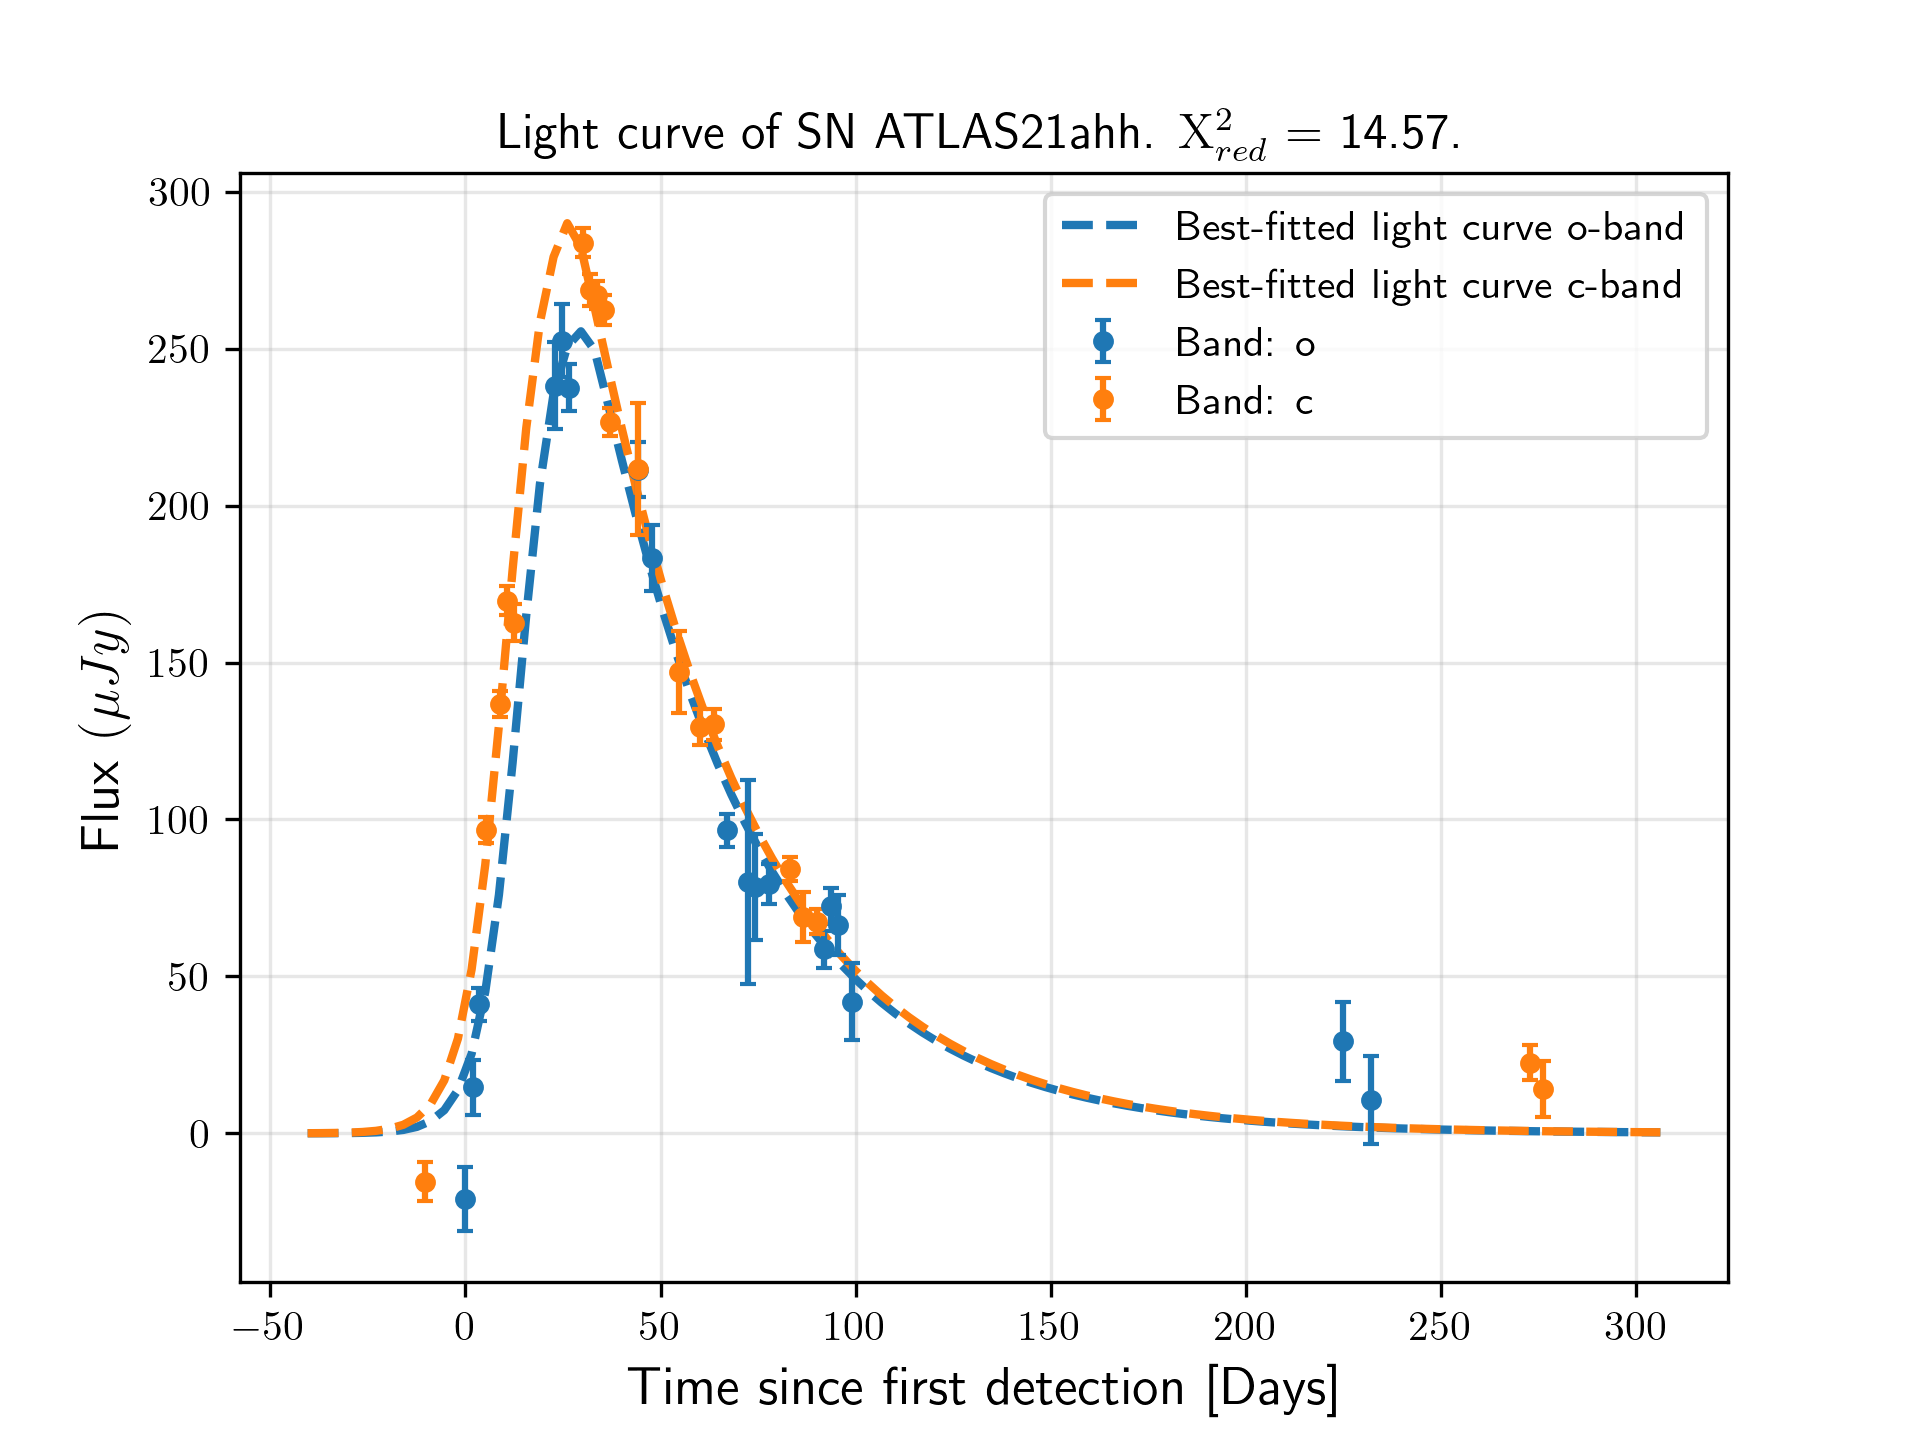 Light curve of SN ATLAS21ahh. X²_red = 14.57.
300
250
200
150
100
50
0
Flux (μJy)
Best-fitted light curve o-band
Best-fitted light curve c-band
Band: o
Band: c
−50 0 50 100 150 200 250 300
Time since first detection [Days]